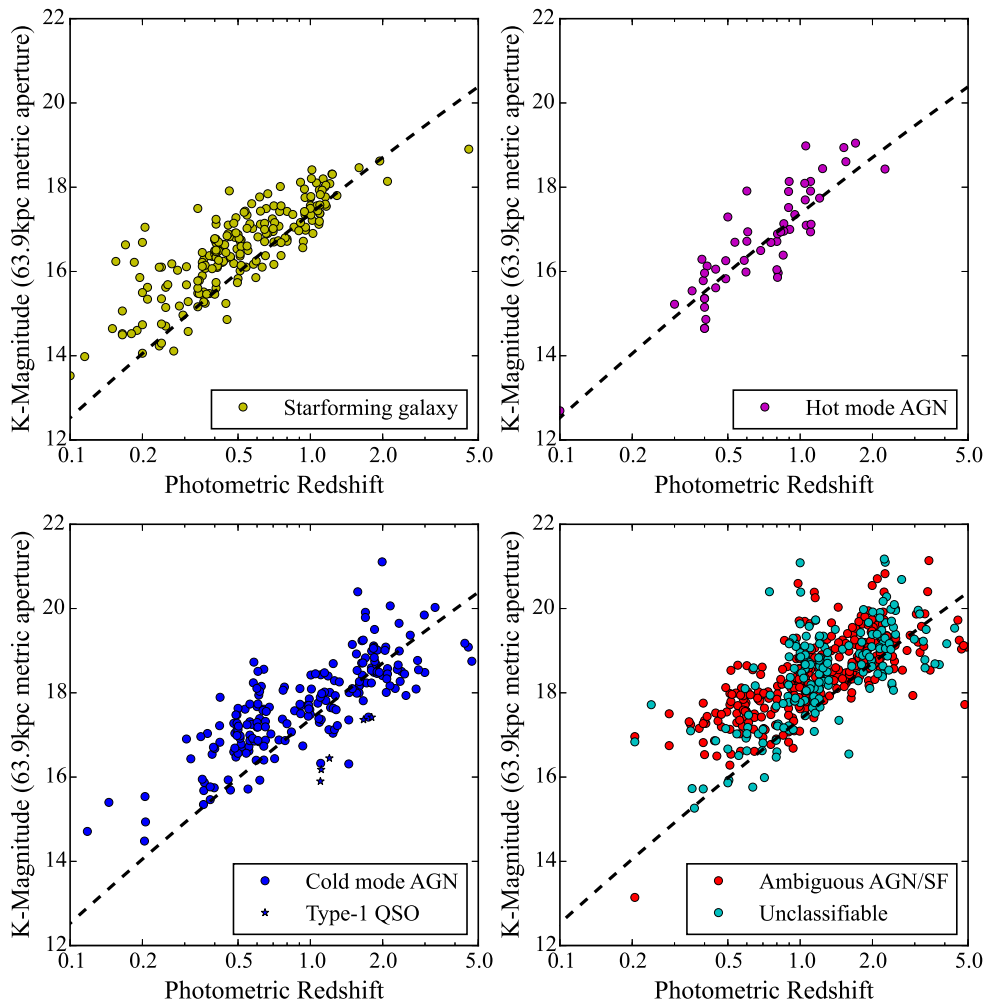 22
20
18
16
14
12
0.1 0.2 0.5 1.0 2.0 5.0
K-Magnitude (63.9kpc metric aperture)
Photometric Redshift
Starforming galaxy
22
20
18
16
14
12
0.1 0.2 0.5 1.0 2.0 5.0
K-Magnitude (63.9kpc metric aperture)
Photometric Redshift
Hot mode AGN
22
20
18
16
14
12
0.1 0.2 0.5 1.0 2.0 5.0
K-Magnitude (63.9kpc metric aperture)
Photometric Redshift
Cold mode AGN
Type-1 QSO
22
20
18
16
14
12
0.1 0.2 0.5 1.0 2.0 5.0
K-Magnitude (63.9kpc metric aperture)
Photometric Redshift
Ambiguous AGN/SF
Unclassifiable